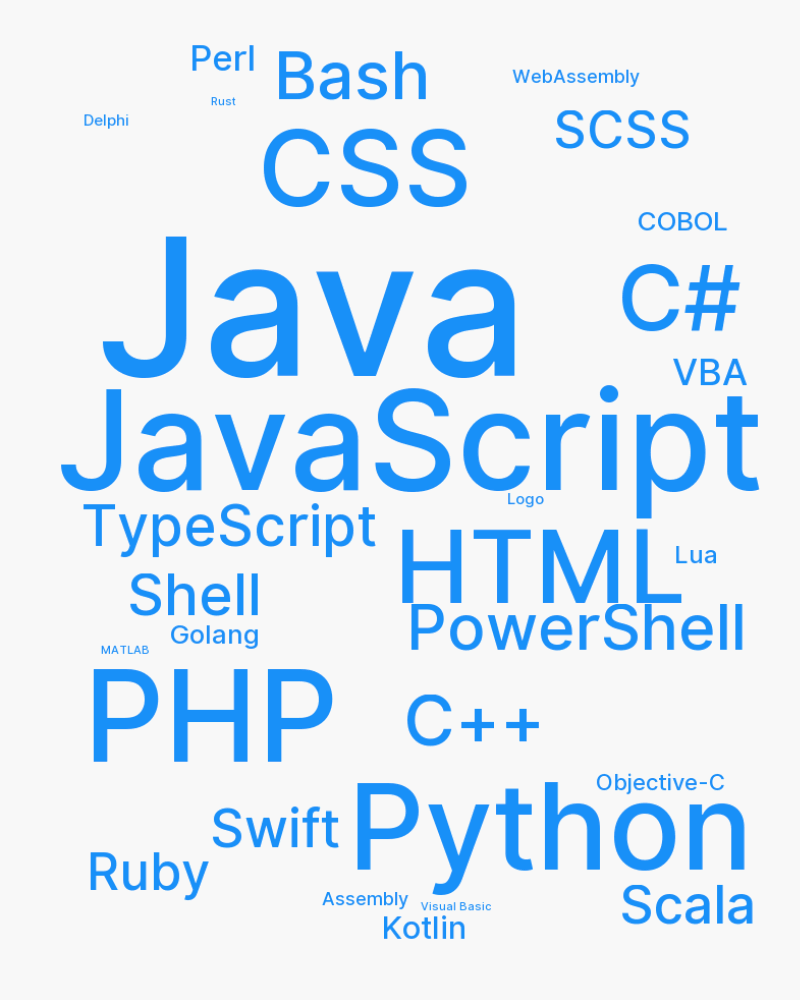 Perl
Bash
WebAssembly
Rust
Delphi
SCSS
CSS
COBOL
Java
C#
VBA
JavaScript
Logo
TypeScript
HTML
Lua
Shell
PowerShell
Golang
MATLAB
PHP
C++
Objective-C
Python
Swift
Ruby
Assembly
Visual Basic
Scala
Kotlin